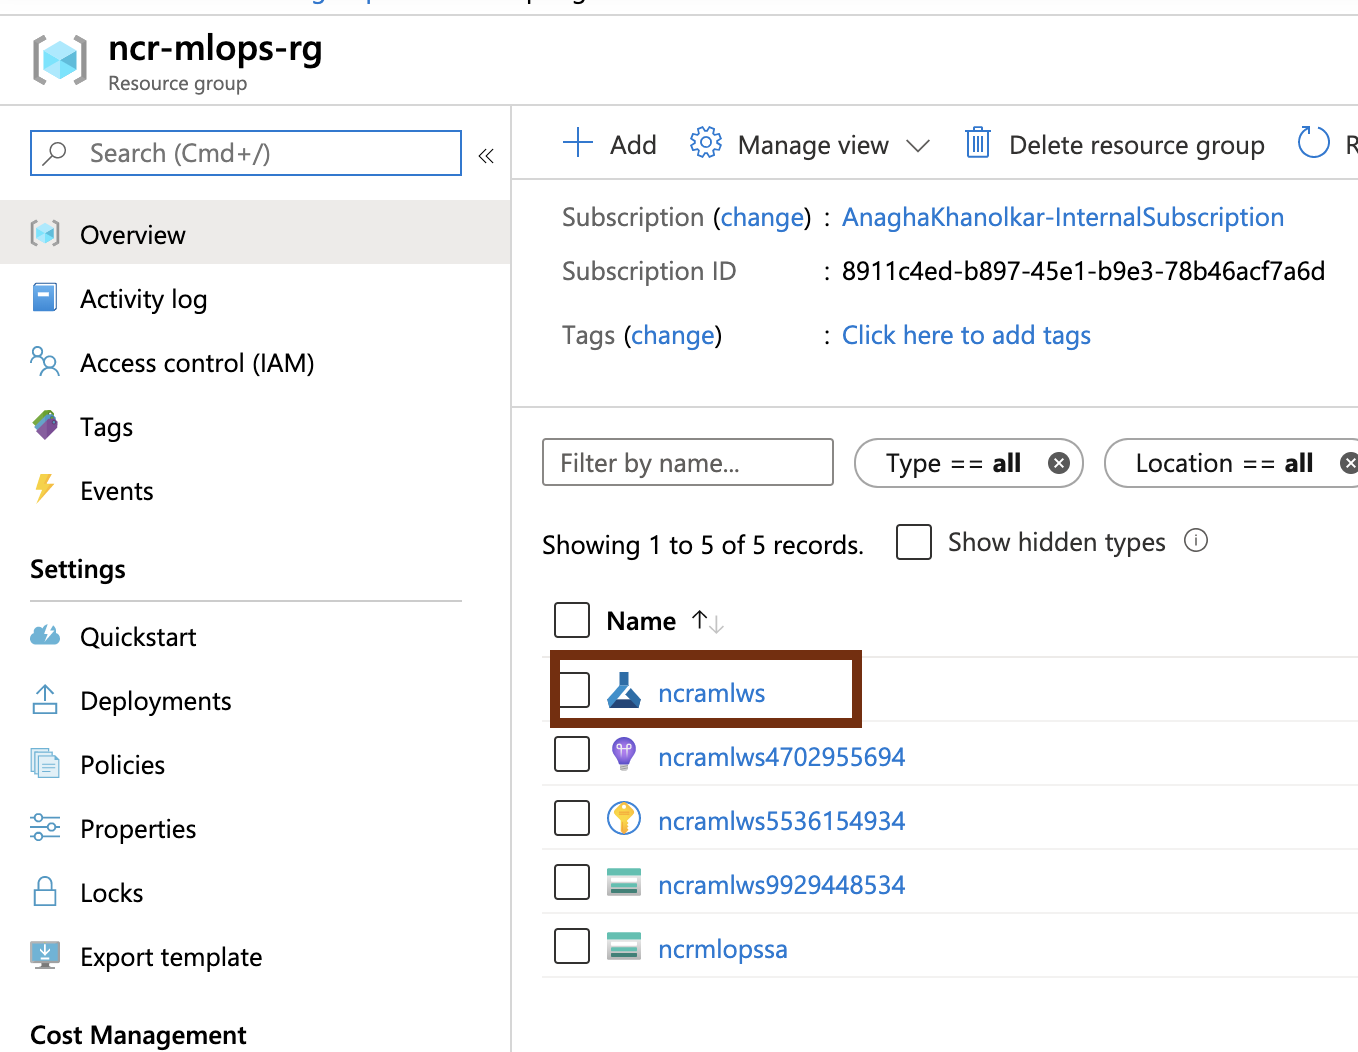 ncr-mlops-rg
Resource group
Search (Cmd+/)
«
Overview
Activity log
Access control (IAM)
Tags
Events
Settings
Quickstart
Deployments
Policies
Properties
Locks
Export template
Cost Management
Add
Manage view
Delete resource group
R
Subscription (change) : AnaghaKhanolkar-InternalSubscription
Subscription ID : 8911c4ed-b897-45e1-b9e3-78b46acf7a6d
Tags (change) : Click here to add tags
Filter by name...
Type == all
Location == all
Showing 1 to 5 of 5 records.
Show hidden types
Name ↑↓
ncramlws
ncramlws4702955694
ncramlws5536154934
ncramlws9929448534
ncrmlopssa